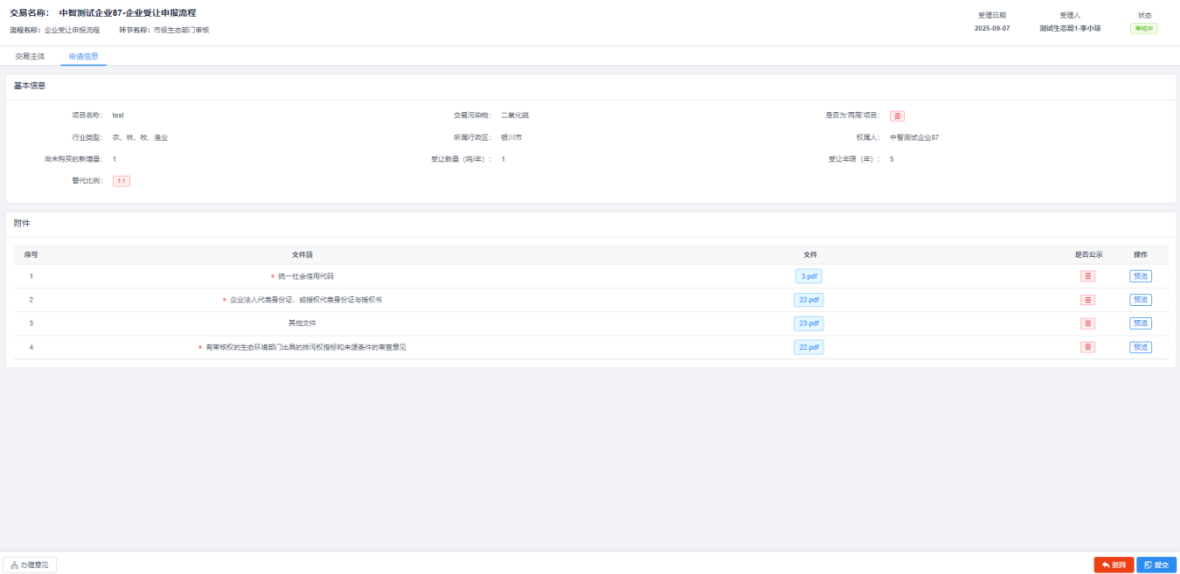 交易名称： 中智测试企业87-企业受让申报流程
流程名称：企业受让申报流程 环节名称：市级生态部门审核
受理日期 受理人 状态
2025-09-07 测试生态局1-李小琼 审核中
交易主体 申请信息
基本信息
项目名称： test 交易污染物： 二氧化硫 是否为'两高'项目： 否
行业类型： 农、林、牧、渔业 所属行政区： 银川市 权属人： 中智测试企业87
尚未购买的新增量： 1 受让数量（吨/年）： 1 受让年限（年）： 5
替代比例： 1:1
附件
序号 文件项 文件 是否公示 操作
1 * 统一社会信用代码 3.pdf 否 预览
2 * 企业法人代表身份证、或授权代表身份证与授权书 22.pdf 否 预览
3 其他文件 23.pdf 否 预览
4 * 有审核权的生态环境部门出具的排污权指标和来源条件的审查意见 22.pdf 否 预览
办理意见 驳回 提交